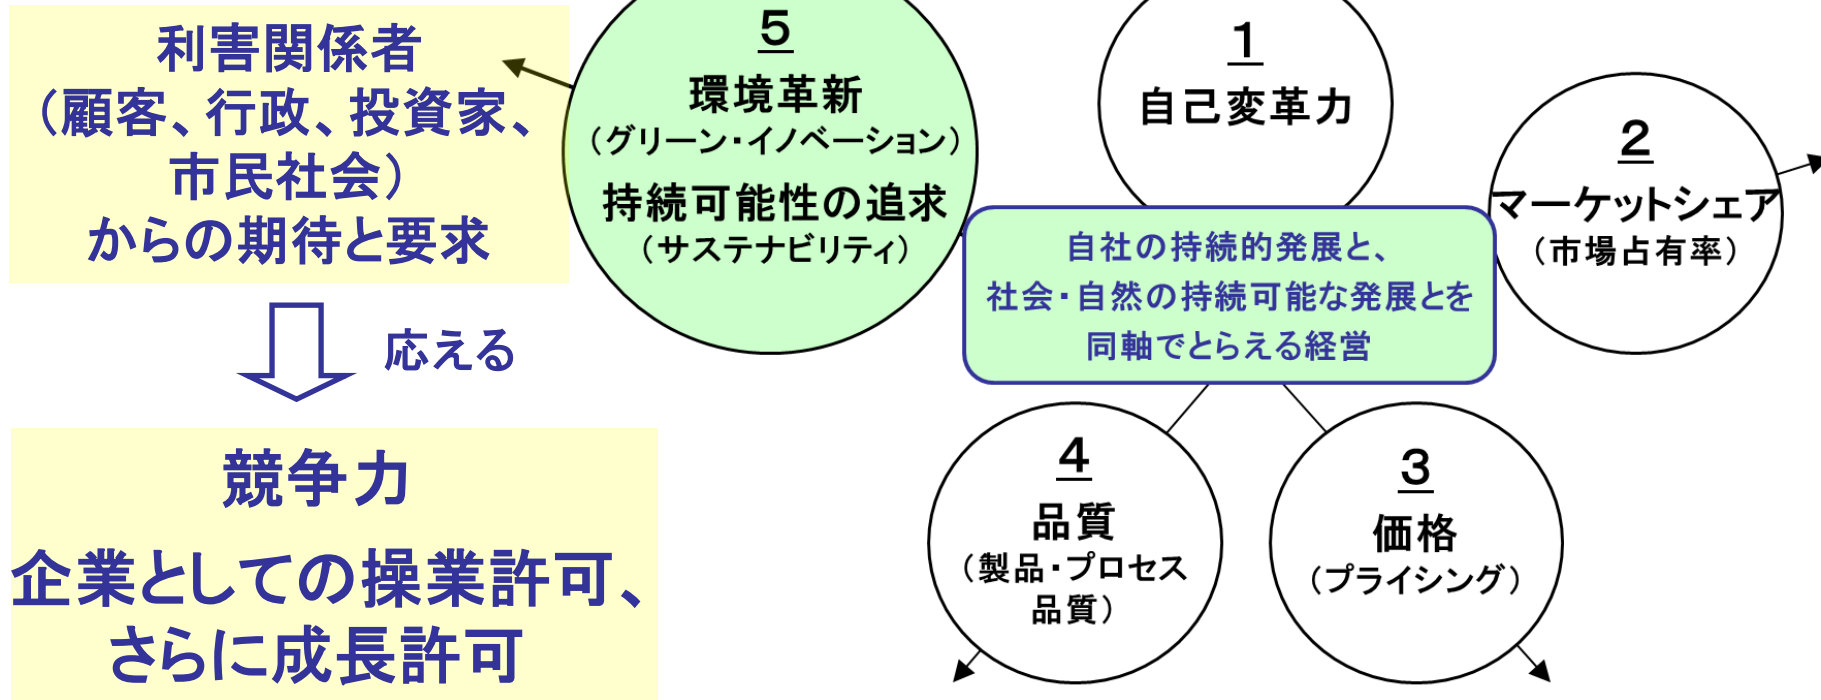 利害関係者
（顧客、行政、投資家、
市民社会）
からの期待と要求
応える
競争力
企業としての操業許可、
さらに成長許可
5
環境革新
（グリーン・イノベーション）
持続可能性の追求
（サステナビリティ）
1
自己変革力
2
マーケットシェア
（市場占有率）
自社の持続的発展と、
社会・自然の持続可能な発展とを
同軸でとらえる経営
4
品質
（製品・プロセス
品質）
3
価格
（プライシング）